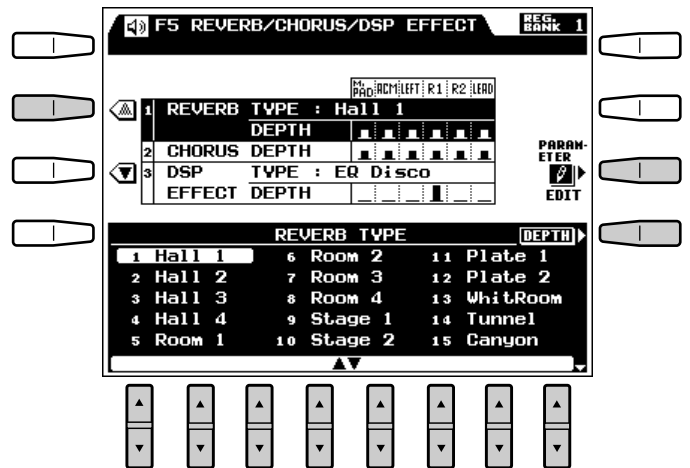 F5 REVERB/CHORUS/DSP EFFECT REG. BANK 1
M. PAD ACM LEFT R1 R2 LEAD
1 REVERB TYPE : Hall 1
DEPTH
2 CHORUS DEPTH
3 DSP TYPE : EQ Disco
EFFECT DEPTH
PARAM-
ETER
EDIT
REVERB TYPE DEPTH
1 Hall 1 6 Room 2 11 Plate 1
2 Hall 2 7 Room 3 12 Plate 2
3 Hall 3 8 Room 4 13 WhitRoom
4 Hall 4 9 Stage 1 14 Tunnel
5 Room 1 10 Stage 2 15 Canyon